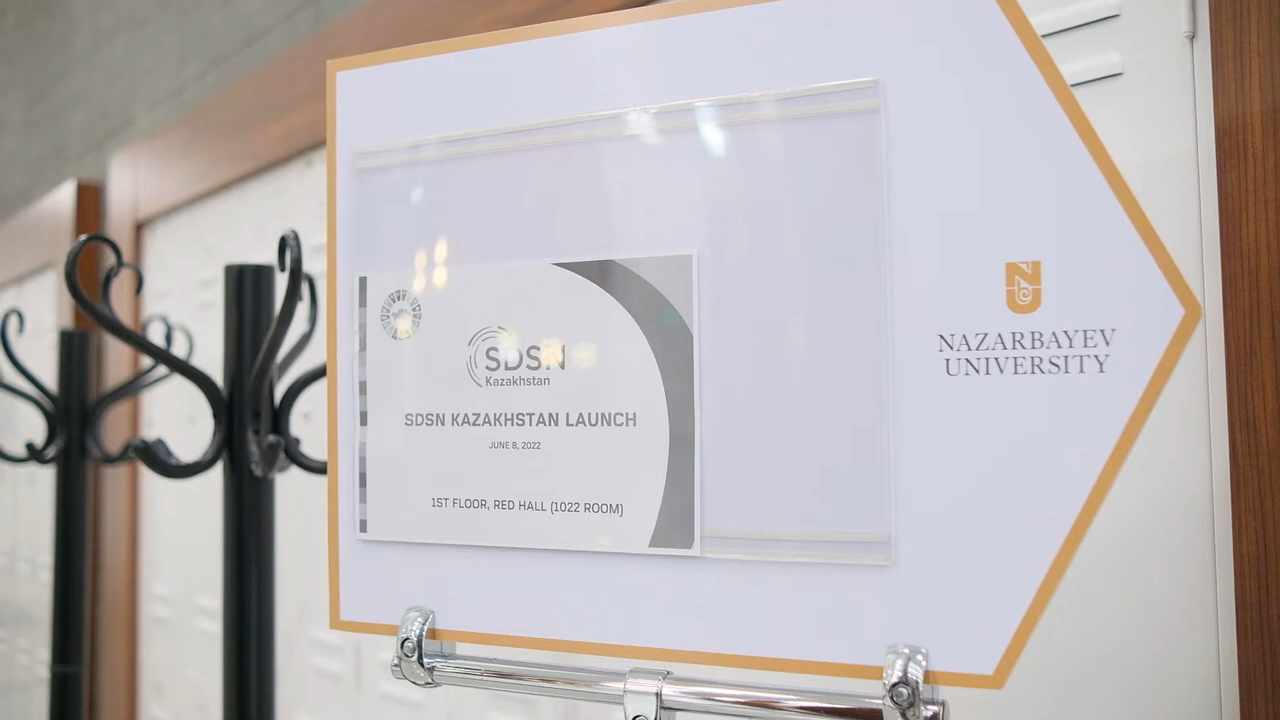 SDSN
Kazakhstan
SDSN KAZAKHSTAN LAUNCH
JUNE 8, 2022
1ST FLOOR, RED HALL (1022 ROOM)
NAZARBAYEV
UNIVERSITY